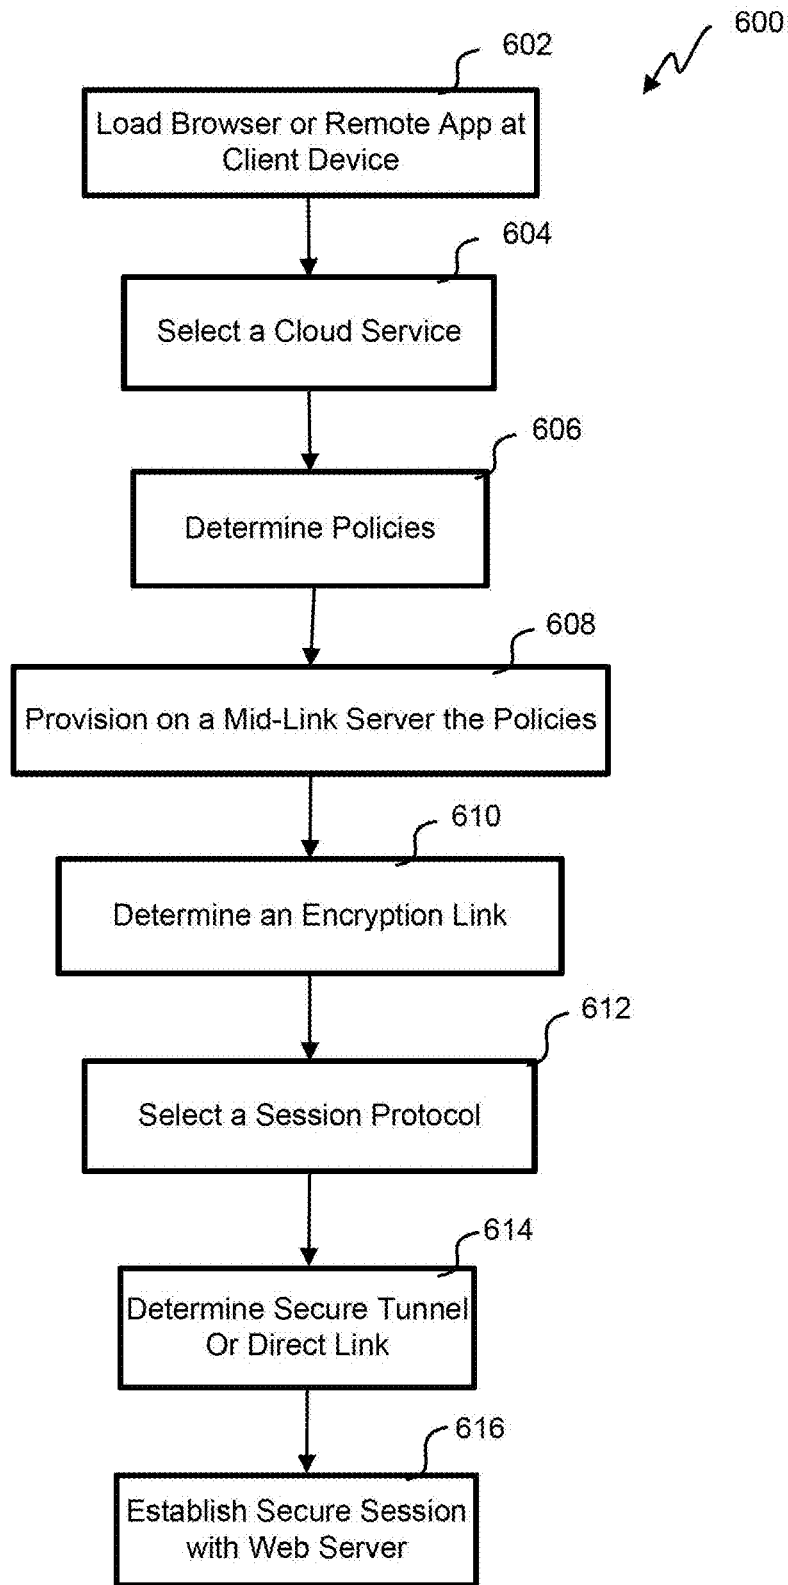 600
602
Load Browser or Remote App at
Client Device
604
Select a Cloud Service
606
Determine Policies
608
Provision on a Mid-Link Server the Policies
610
Determine an Encryption Link
612
Select a Session Protocol
614
Determine Secure Tunnel
Or Direct Link
616
Establish Secure Session
with Web Server